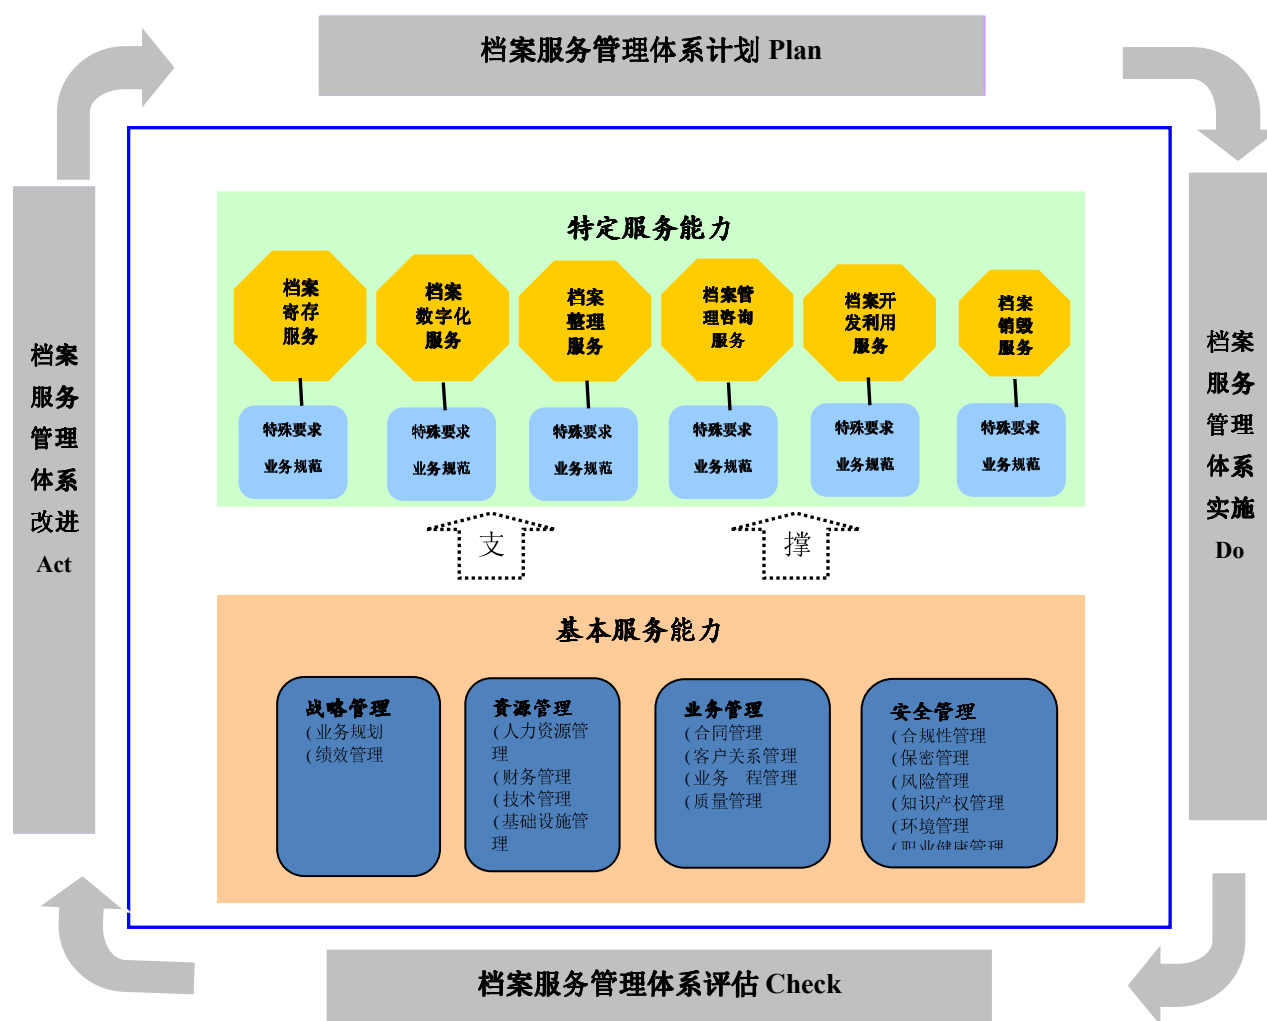 档案服务管理体系计划 Plan
档案
服务
管理
体系
改进
Act
特定服务能力
档案
寄存
服务
档案
数字化
服务
档案
整理
服务
档案管
理咨询
服务
档案开
发利用
服务
档案
销毁
服务
特殊要求
业务规范
特殊要求
业务规范
特殊要求
业务规范
特殊要求
业务规范
特殊要求
业务规范
特殊要求
业务规范
支
撑
基本服务能力
战略管理
(业务规划
(绩效管理
资源管理
(人力资源管
理
(财务管理
(技术管理
(基础设施管
理
业务管理
(合同管理
(客户关系管理
(业务 程管理
(质量管理
安全管理
(合规性管理
(保密管理
(风险管理
(知识产权管理
(环境管理
(职业健康管理
档案
服务
管理
体系
实施
Do
档案服务管理体系评估 Check